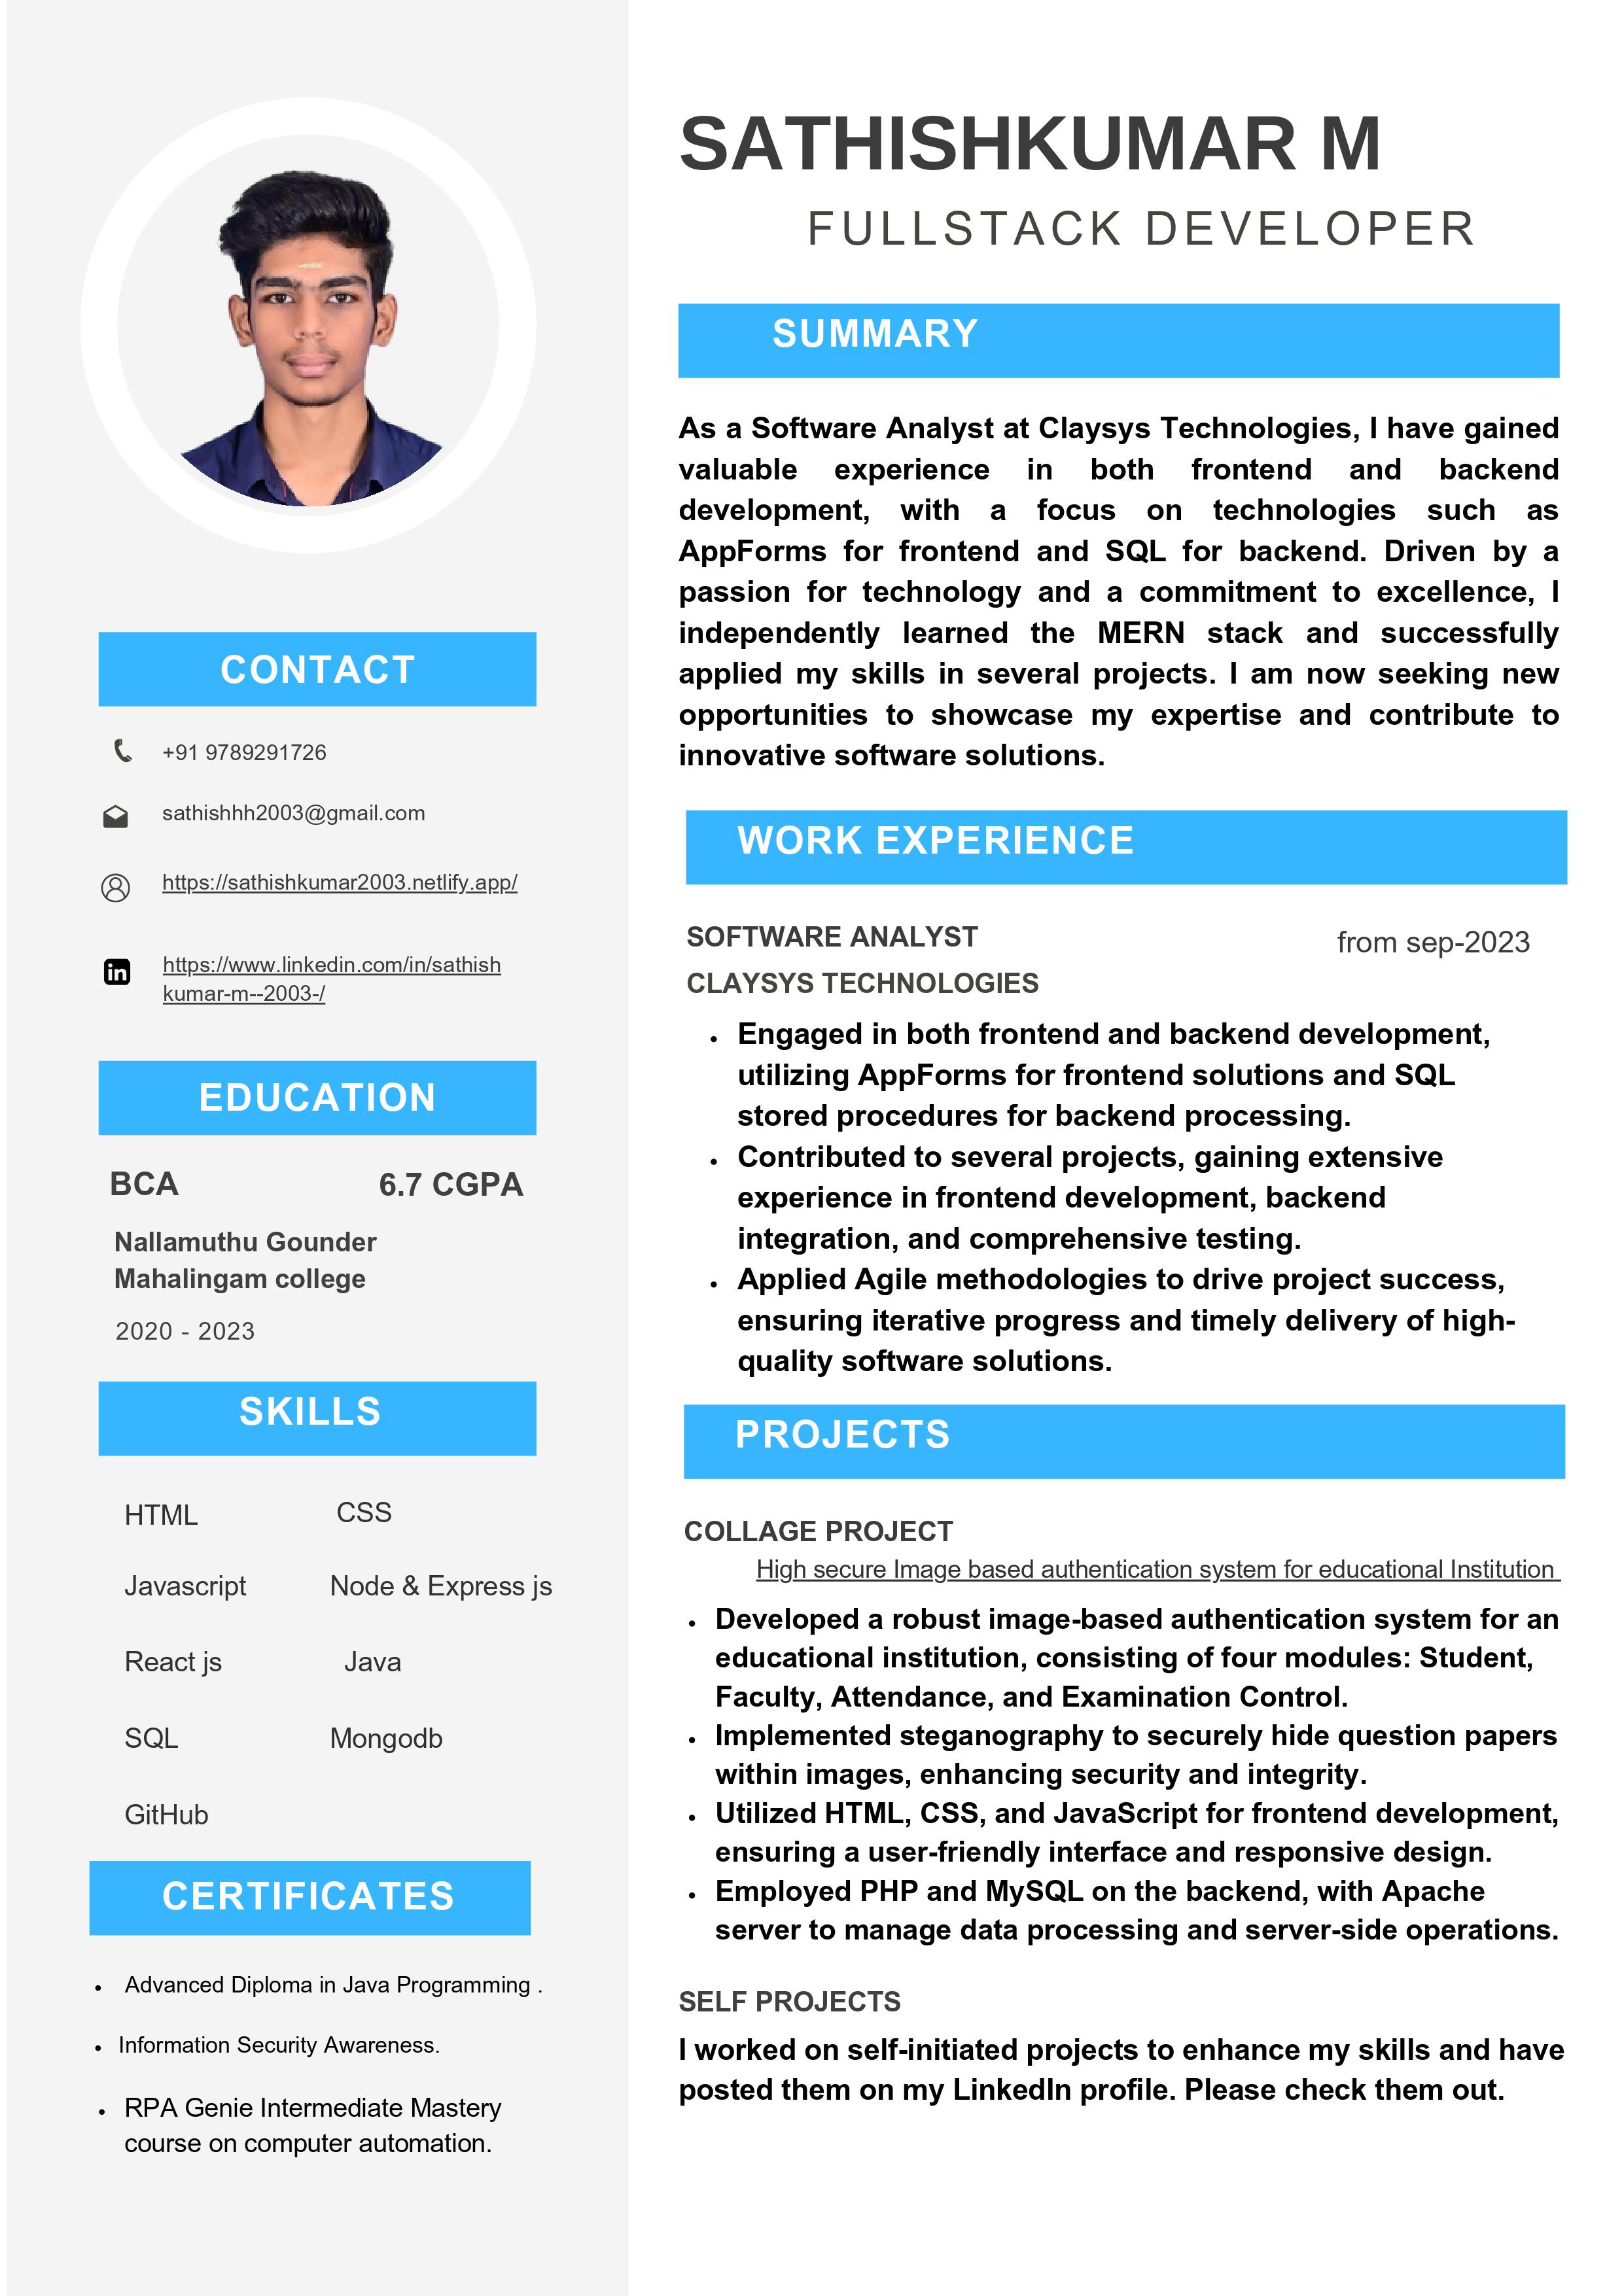 SATHISHKUMAR M
FULLSTACK DEVELOPER
CONTACT
+91 9789291726
sathishhh2003@gmail.com
https://sathishkumar2003.netlify.app/
in
https://www.linkedin.com/in/sathish
kumar-m--2003-/
EDUCATION
BCA 6.7 CGPA
Nallamuthu Gounder
Mahalingam college
2020 - 2023
SKILLS
HTML CSS
Javascript Node & Express js
React js Java
SQL Mongodb
GitHub
CERTIFICATES
• Advanced Diploma in Java Programming .
• Information Security Awareness.
• RPA Genie Intermediate Mastery
course on computer automation.
SUMMARY
As a Software Analyst at Claysys Technologies, I have gained
valuable experience in both frontend and backend
development, with a focus on technologies such as
AppForms for frontend and SQL for backend. Driven by a
passion for technology and a commitment to excellence, I
independently learned the MERN stack and successfully
applied my skills in several projects. I am now seeking new
opportunities to showcase my expertise and contribute to
innovative software solutions.
WORK EXPERIENCE
SOFTWARE ANALYST from sep-2023
CLAYSYS TECHNOLOGIES
• Engaged in both frontend and backend development,
utilizing AppForms for frontend solutions and SQL
stored procedures for backend processing.
• Contributed to several projects, gaining extensive
experience in frontend development, backend
integration, and comprehensive testing.
• Applied Agile methodologies to drive project success,
ensuring iterative progress and timely delivery of high-
quality software solutions.
PROJECTS
COLLAGE PROJECT
High secure Image based authentication system for educational Institution
• Developed a robust image-based authentication system for an
educational institution, consisting of four modules: Student,
Faculty, Attendance, and Examination Control.
• Implemented steganography to securely hide question papers
within images, enhancing security and integrity.
• Utilized HTML, CSS, and JavaScript for frontend development,
ensuring a user-friendly interface and responsive design.
• Employed PHP and MySQL on the backend, with Apache
server to manage data processing and server-side operations.
SELF PROJECTS
I worked on self-initiated projects to enhance my skills and have
posted them on my LinkedIn profile. Please check them out.